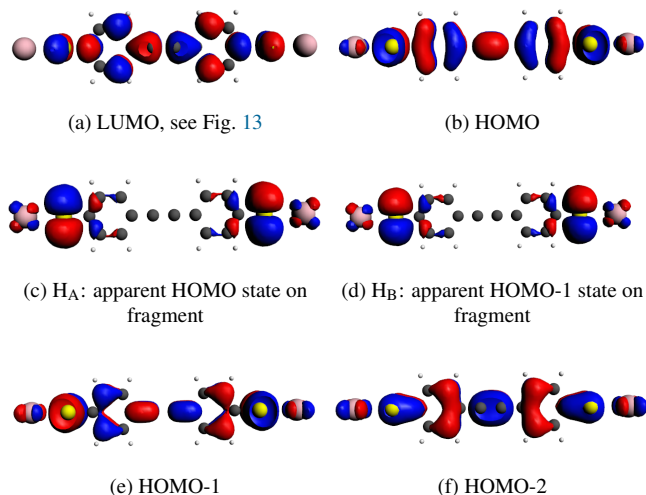 (a) LUMO, see Fig. 13
(b) HOMO
(c) H_A: apparent HOMO state on
fragment
(d) H_B: apparent HOMO-1 state on
fragment
(e) HOMO-1
(f) HOMO-2